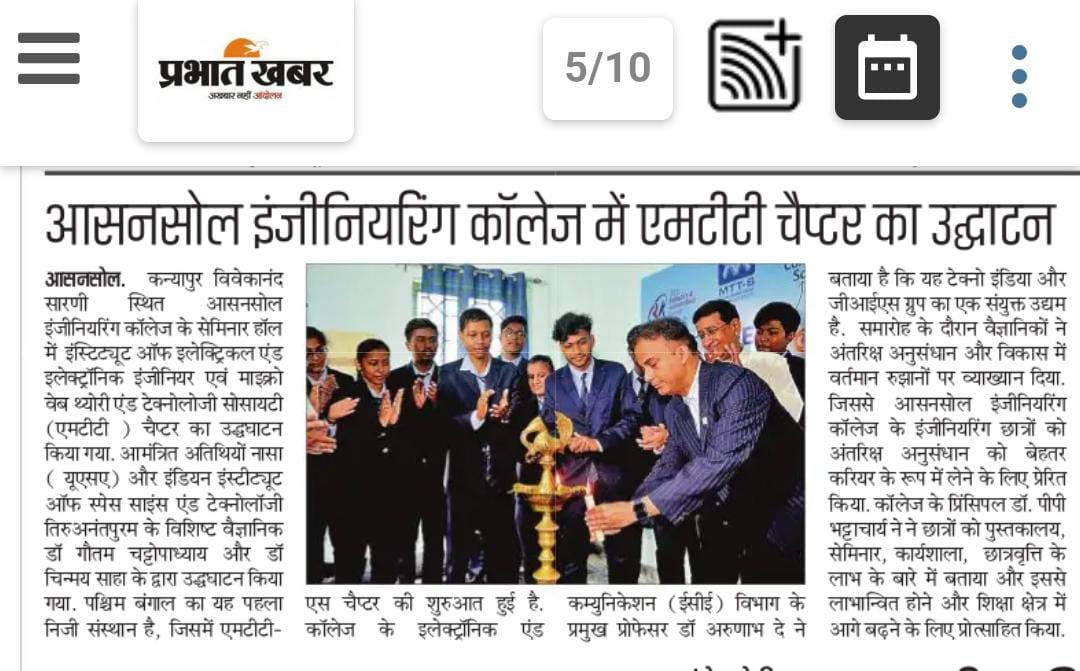 प्रभात खबर
अखबार नहीं आंदोलन
5/10
आसनसोल इंजीनियरिंग कॉलेज में एमटीटी चैप्टर का उद्घाटन
आसनसोल. कन्यापुर विवेकानंद
सारणी स्थित आसनसोल
इंजीनियरिंग कॉलेज के सेमिनार हॉल
में इंस्टिट्यूट ऑफ इलेक्ट्रिकल एंड
इलेक्ट्रॉनिक इंजीनियर एवं माइक्रो
वेब थ्योरी एंड टेक्नोलोजी सोसायटी
(एमटीटी ) चैप्टर का उद्धघाटन
किया गया. आमंत्रित अतिथियों नासा
( यूएसए) और इंडियन इंस्टीट्यूट
ऑफ स्पेस साइंस एंड टेक्नोलॉजी
तिरुअनंतपुरम के विशिष्ट वैज्ञानिक
डॉ गौतम चट्टोपाध्याय और डॉ
चिन्मय साहा के द्वारा उद्धघाटन किया
गया. पश्चिम बंगाल का यह पहला
निजी संस्थान है, जिसमें एमटीटी-
MTT-S
एस चैप्टर की शुरुआत हुई है.
कॉलेज के इलेक्ट्रॉनिक एंड
कम्युनिकेशन (ईसीई) विभाग के
प्रमुख प्रोफेसर डॉ अरुणाभ दे ने
बताया है कि यह टेक्नो इंडिया और
जीआईएस ग्रुप का एक संयुक्त उद्यम
है. समारोह के दौरान वैज्ञानिकों ने
अंतरिक्ष अनुसंधान और विकास में
वर्तमान रुझानों पर व्याख्यान दिया.
जिससे आसनसोल इंजीनियरिंग
कॉलेज के इंजीनियरिंग छात्रों को
अंतरिक्ष अनुसंधान को बेहतर
करियर के रूप में लेने के लिए प्रेरित
किया. कॉलेज के प्रिंसिपल डॉ. पीपी
भट्टाचार्य ने ने छात्रों को पुस्तकालय,
सेमिनार, कार्यशाला, छात्रवृत्ति के
लाभ के बारे में बताया और इससे
लाभान्वित होने और शिक्षा क्षेत्र में
आगे बढ़ने के लिए प्रोत्साहित किया.